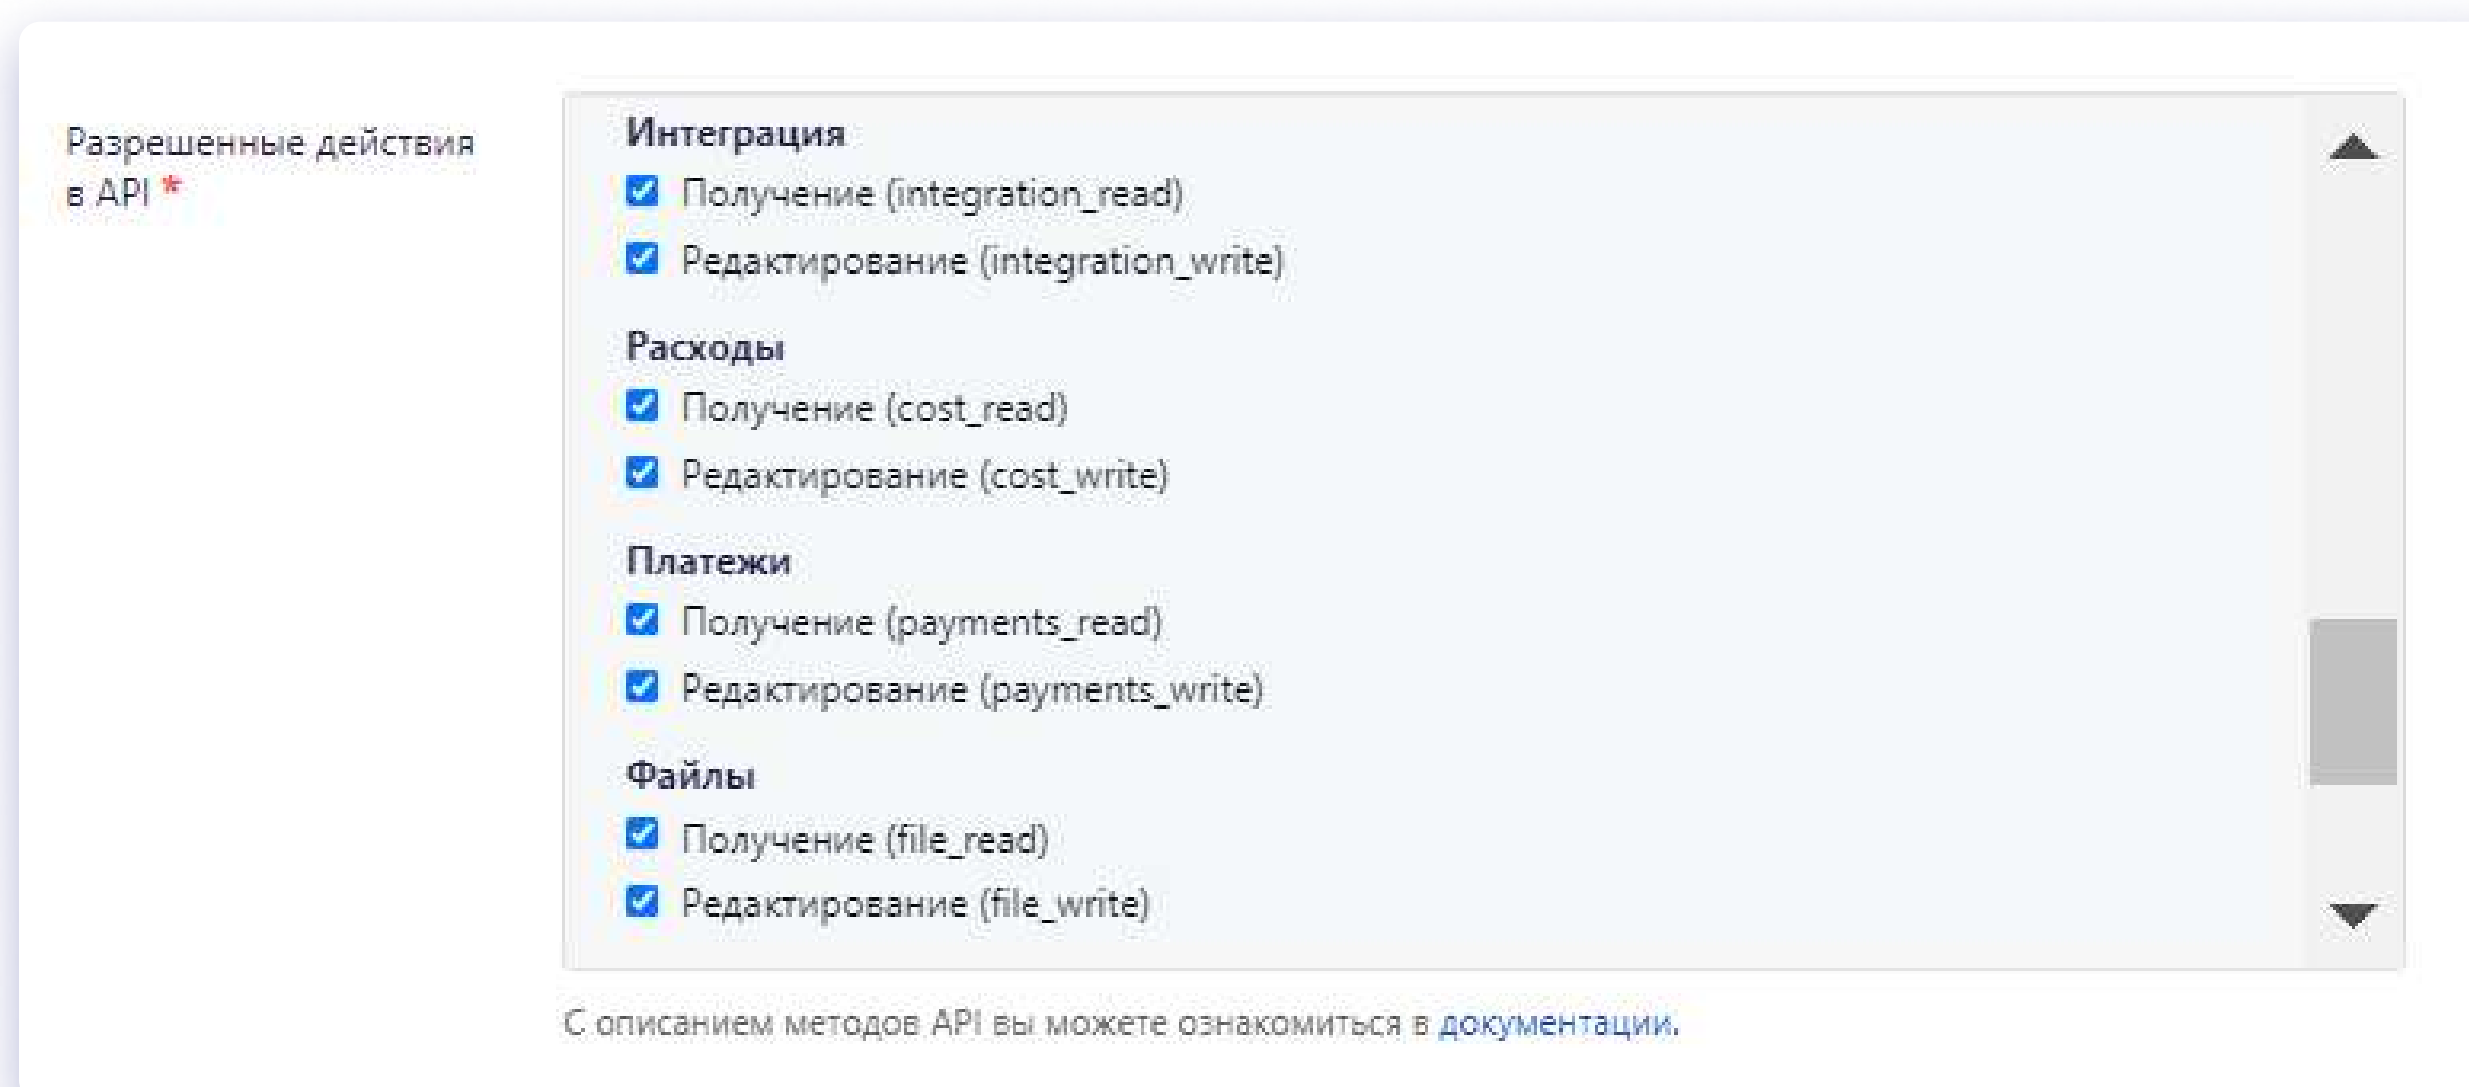 Разрешенные действия
в API *
Интеграция
Получение (integration_read)
Редактирование (integration_write)
Расходы
Получение (cost_read)
Редактирование (cost_write)
Платежи
Получение (payments_read)
Редактирование (payments_write)
Файлы
Получение (file_read)
Редактирование (file_write)
С описанием методов API вы можете ознакомиться в документации.